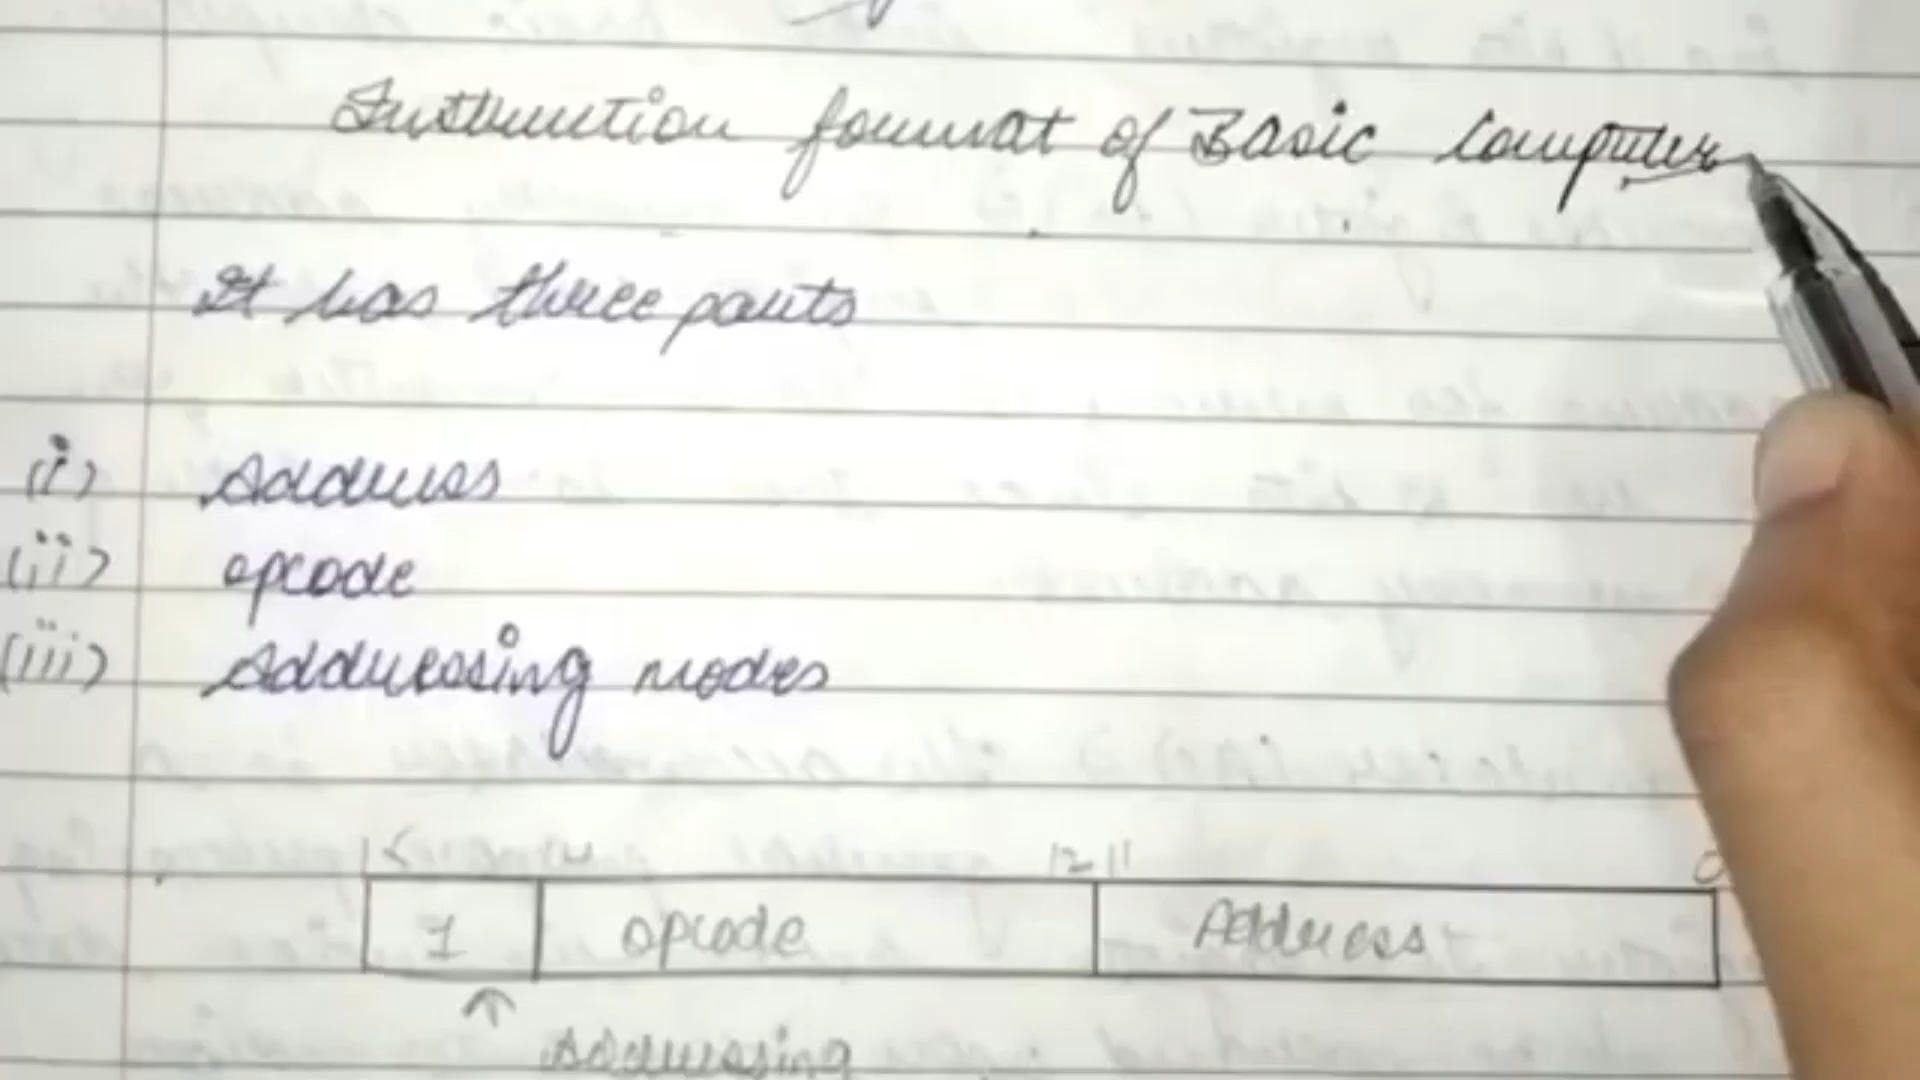 Instruction format of Basic Computer
It has three parts
(i) Address
(ii) opcode
(iii) Addressing modes
15 14 12 11 0
I opcode Address
Addressing